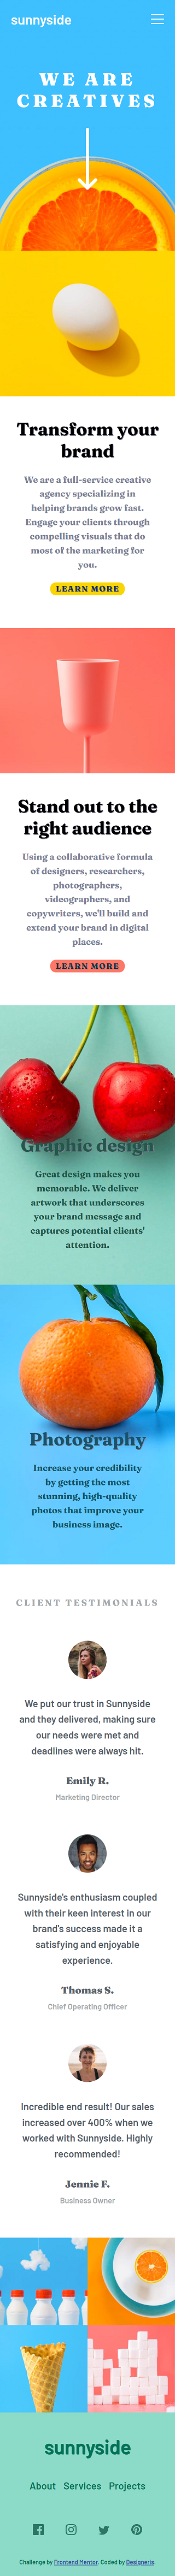 sunnyside
WE ARE
CREATIVES
Transform your
brand
We are a full-service creative
agency specializing in
helping brands grow fast.
Engage your clients through
compelling visuals that do
most of the marketing for
you.
LEARN MORE
Stand out to the
right audience
Using a collaborative formula
of designers, researchers,
photographers,
videographers, and
copywriters, we'll build and
extend your brand in digital
places.
LEARN MORE
Graphic design
Great design makes you
memorable. We deliver
artwork that underscores
your brand message and
captures potential clients'
attention.
Photography
Increase your credibility
by getting the most
stunning, high-quality
photos that improve your
business image.
CLIENT TESTIMONIALS
We put our trust in Sunnyside
and they delivered, making sure
our needs were met and
deadlines were always hit.
Emily R.
Marketing Director
Sunnyside's enthusiasm coupled
with their keen interest in our
brand's success made it a
satisfying and enjoyable
experience.
Thomas S.
Chief Operating Officer
Incredible end result! Our sales
increased over 400% when we
worked with Sunnyside. Highly
recommended!
Jennie F.
Business Owner
sunnyside
About Services Projects
Challenge by Frontend Mentor. Coded by Designeris.